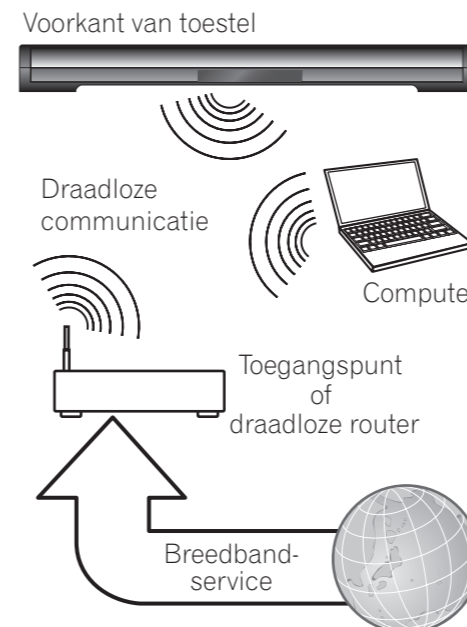 Voorkant van toestel
Draadloze
communicatie
Compute
Toegangspunt
of
draadloze router
Breedband-
service